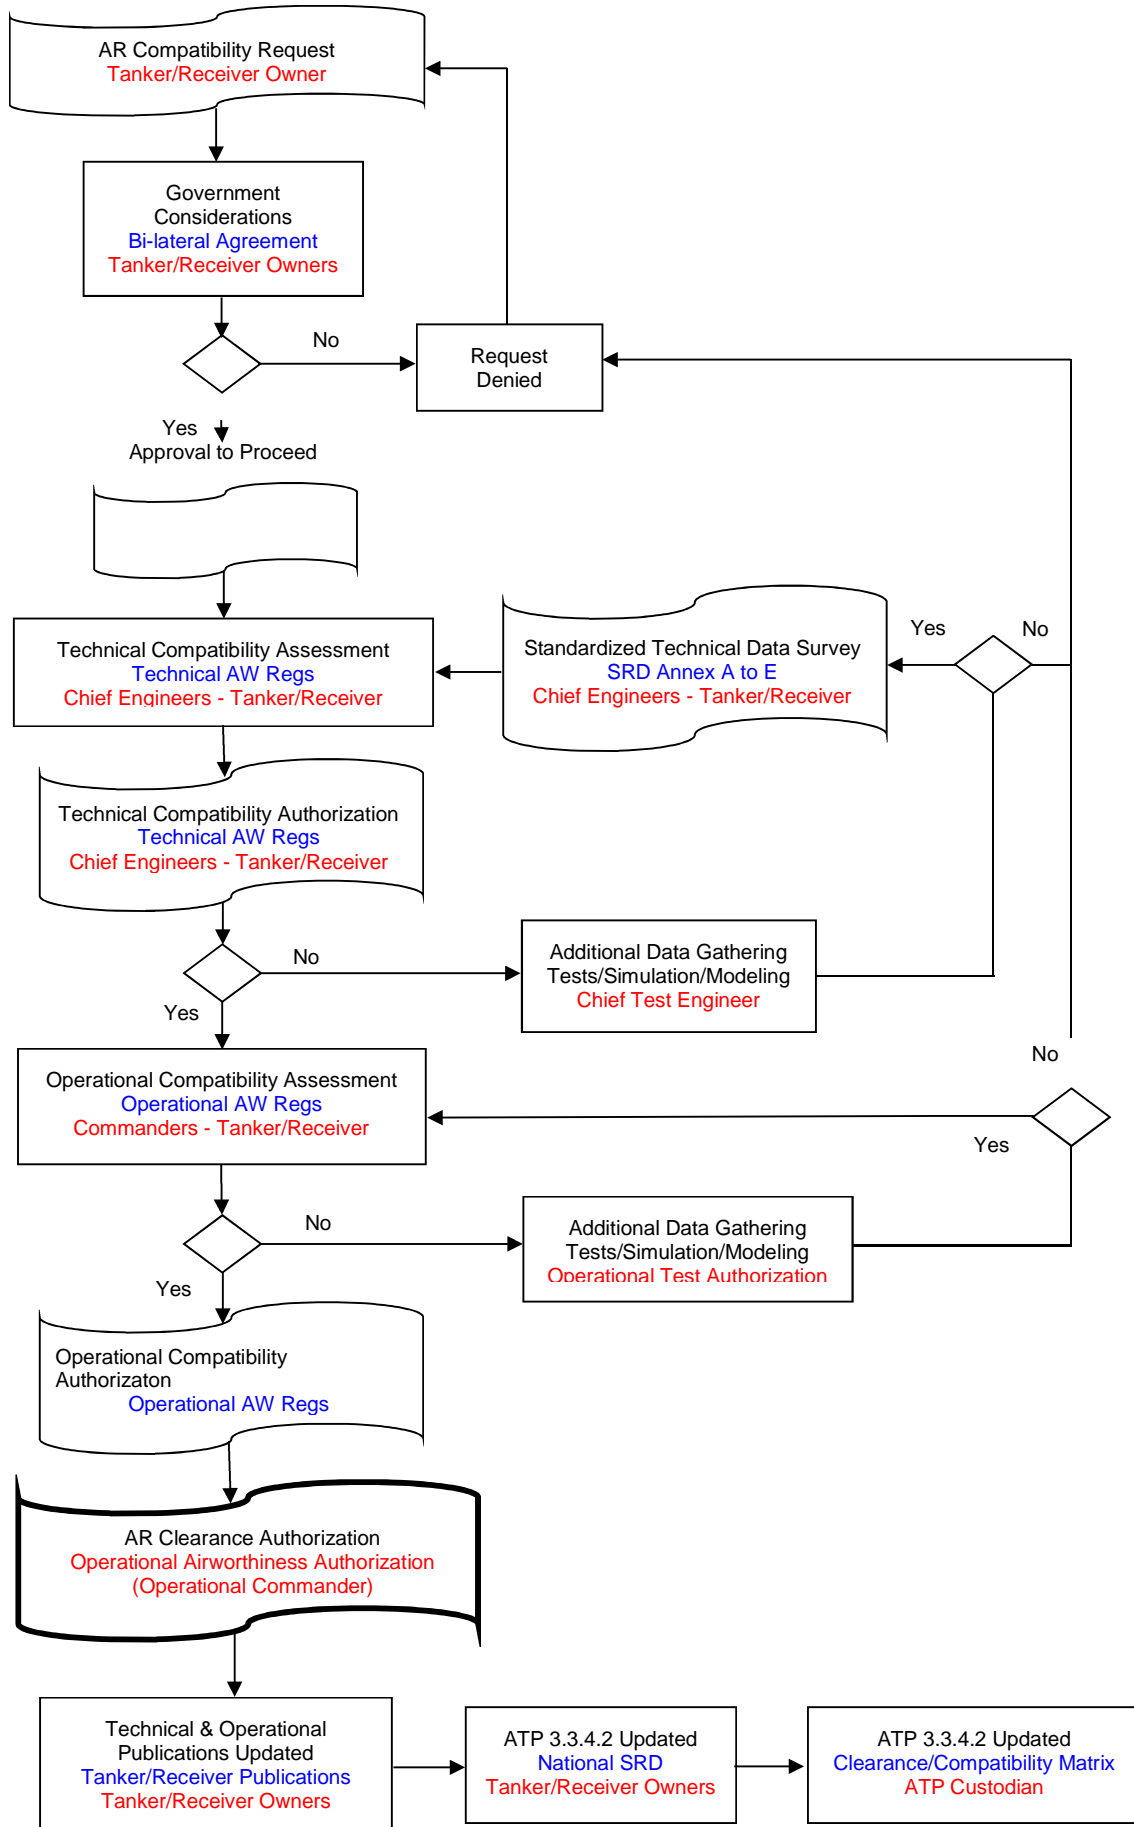 AR Compatibility Request
Tanker/Receiver Owner
Government
Considerations
Bi-lateral Agreement
Tanker/Receiver Owners
No
Request
Denied
Yes
Approval to Proceed
Standardized Technical Data Survey
SRD Annex A to E
Chief Engineers - Tanker/Receiver
Yes
No
Technical Compatibility Assessment
Technical AW Regs
Chief Engineers - Tanker/Receiver
Technical Compatibility Authorization
Technical AW Regs
Chief Engineers - Tanker/Receiver
No
Additional Data Gathering
Tests/Simulation/Modeling
Chief Test Engineer
Yes
No
Operational Compatibility Assessment
Operational AW Regs
Commanders - Tanker/Receiver
Yes
No
Additional Data Gathering
Tests/Simulation/Modeling
Operational Test Authorization
Yes
Operational Compatibility
Authorizaton
Operational AW Regs
AR Clearance Authorization
Operational Airworthiness Authorization
(Operational Commander)
Technical & Operational
Publications Updated
Tanker/Receiver Publications
Tanker/Receiver Owners
ATP 3.3.4.2 Updated
National SRD
Tanker/Receiver Owners
ATP 3.3.4.2 Updated
Clearance/Compatibility Matrix
ATP Custodian